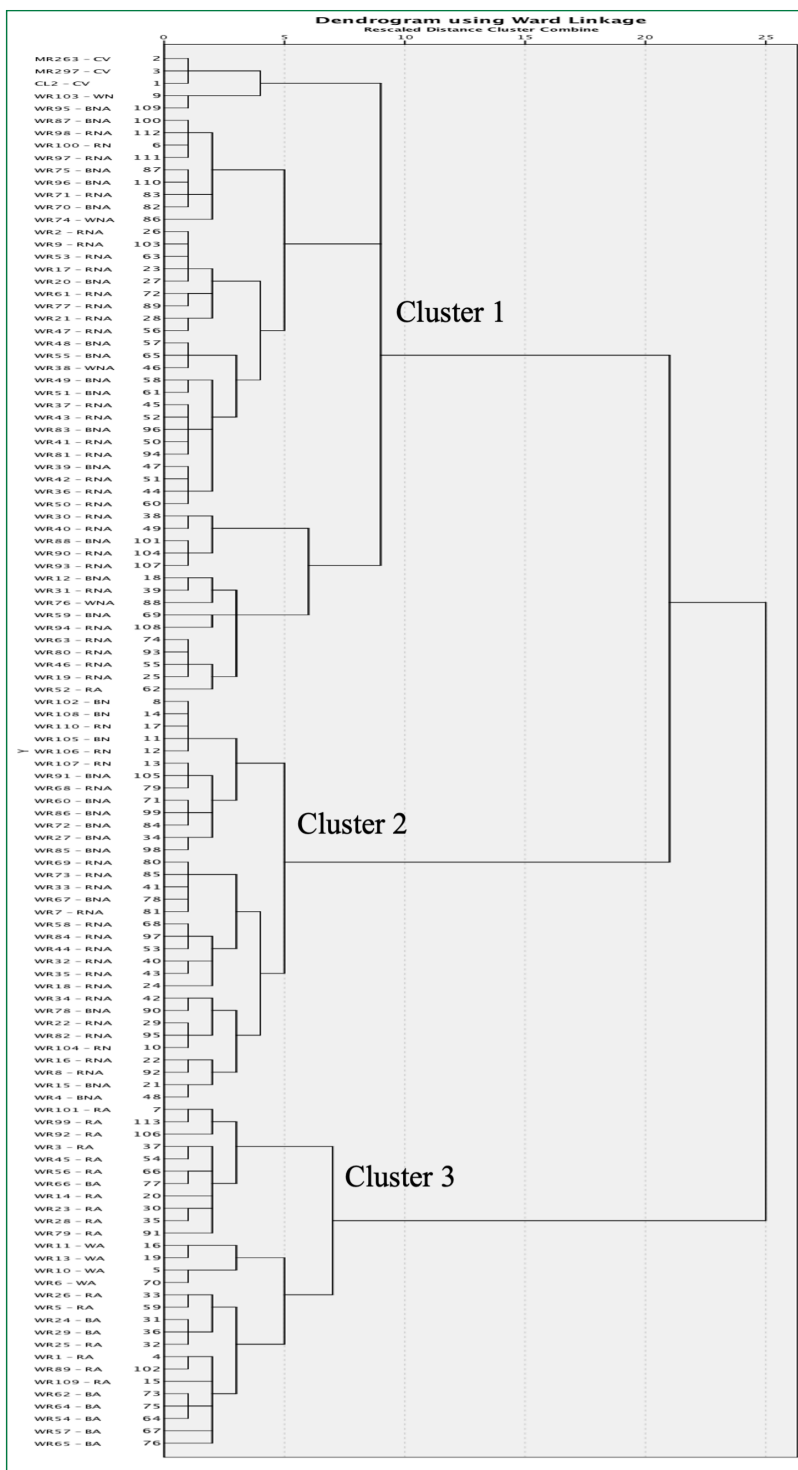 Dendrogram using Ward Linkage
Rescaled Distance Cluster Combine
0 5 10 15 20 25
MR263 – CV 2
MR297 – CV 3
CL2 – CV 1
WR103 – WN 9
WR95 – BNA 109
WR87 – BNA 100
WR98 – RNA 112
WR100 – RN 6
WR97 – RNA 111
WR75 – BNA 87
WR96 – BNA 110
WR71 – RNA 83
WR70 – BNA 82
WR74 – WNA 86
WR2 – RNA 26
WR9 – RNA 103
WR53 – RNA 63
WR17 – RNA 23
WR20 – BNA 27
WR61 – RNA 72
WR77 – RNA 89
Cluster 1
WR21 – RNA 28
WR47 – RNA 56
WR48 – BNA 57
WR55 – BNA 65
WR38 – WNA 46
WR49 – BNA 58
WR51 – BNA 61
WR37 – RNA 45
WR43 – RNA 52
WR83 – BNA 96
WR41 – RNA 50
WR81 – RNA 94
WR39 – BNA 47
WR42 – RNA 51
WR36 – RNA 44
WR50 – RNA 60
WR30 – RNA 38
WR40 – RNA 49
WR88 – BNA 101
WR90 – RNA 104
WR93 – RNA 107
WR12 – BNA 18
WR31 – RNA 39
WR76 – WNA 88
WR59 – BNA 69
WR94 – RNA 108
WR63 – RNA 74
WR80 – RNA 93
WR46 – RNA 55
WR19 – RNA 25
WR52 – RA 62
WR102 – BN 8
WR108 – BN 14
WR110 – RN 17
WR105 – BN 11
Y WR106 – RN 12
WR107 – RN 13
WR91 – BNA 105
WR68 – RNA 79
WR60 – BNA 71
WR86 – BNA 99
Cluster 2
WR72 – BNA 84
WR27 – BNA 34
WR85 – BNA 98
WR69 – RNA 80
WR73 – RNA 85
WR33 – RNA 41
WR67 – BNA 78
WR7 – RNA 81
WR58 – RNA 68
WR84 – RNA 97
WR44 – RNA 53
WR32 – RNA 40
WR35 – RNA 43
WR18 – RNA 24
WR34 – RNA 42
WR78 – BNA 90
WR22 – RNA 29
WR82 – RNA 95
WR104 – RN 10
WR16 – RNA 22
WR8 – RNA 92
WR15 – BNA 21
WR4 – BNA 48
WR101 – RA 7
WR99 – RA 113
WR92 – RA 106
WR3 – RA 37
WR45 – RA 54
WR56 – RA 66
Cluster 3
WR66 – BA 77
WR14 – RA 20
WR23 – RA 30
WR28 – RA 35
WR79 – RA 91
WR11 – WA 16
WR13 – WA 19
WR10 – WA 5
WR6 – WA 70
WR26 – RA 33
WR5 – RA 59
WR24 – BA 31
WR29 – BA 36
WR25 – RA 32
WR1 – RA 4
WR89 – RA 102
WR109 – RA 15
WR62 – BA 73
WR64 – BA 75
WR54 – BA 64
WR57 – BA 67
WR65 – BA 76